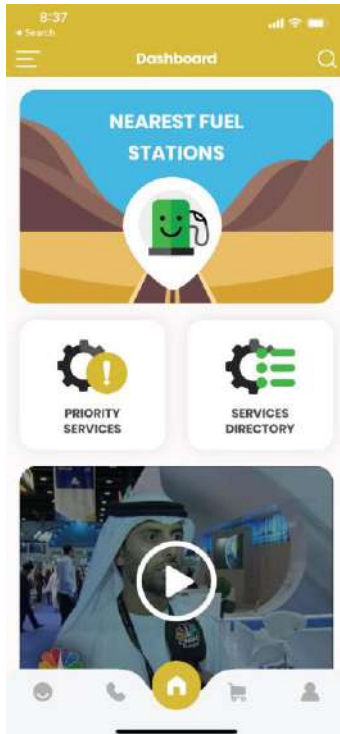 8:37
◂ Search
Dashboard
NEAREST FUEL
STATIONS
PRIORITY
SERVICES
SERVICES
DIRECTORY